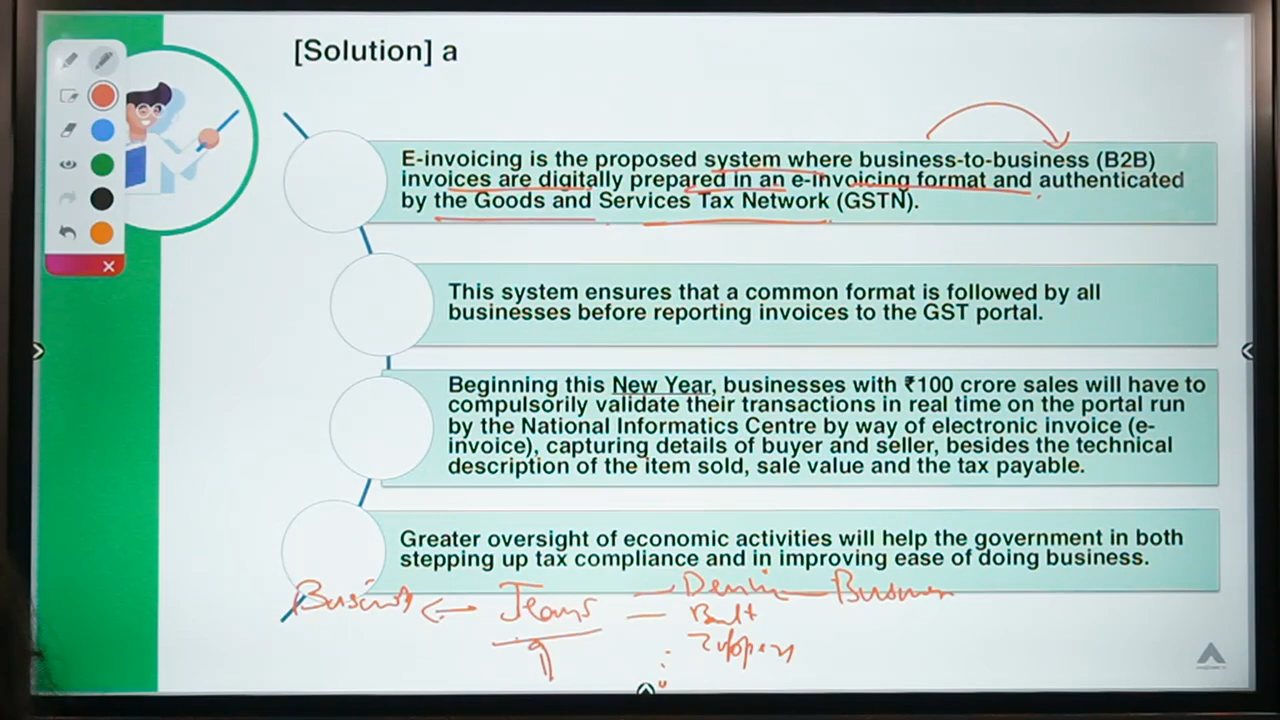 [Solution] a
E-invoicing is the proposed system where business-to-business (B2B)
invoices are digitally prepared in an e-invoicing format and authenticated
by the Goods and Services Tax Network (GSTN).
This system ensures that a common format is followed by all
businesses before reporting invoices to the GST portal.
Beginning this New Year, businesses with ₹100 crore sales will have to
compulsorily validate their transactions in real time on the portal run
by the National Informatics Centre by way of electronic invoice (e-
invoice), capturing details of buyer and seller, besides the technical
description of the item sold, sale value and the tax payable.
Greater oversight of economic activities will help the government in both
stepping up tax compliance and in improving ease of doing business.
Business Jeans Denim Business